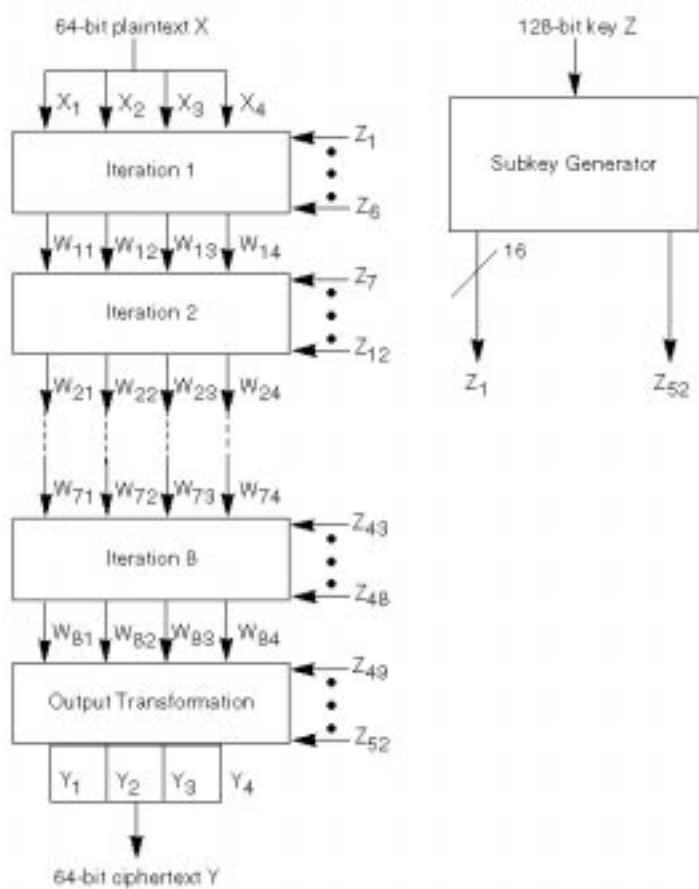 64-bit plaintext X
128-bit key Z
X1 X2 X3 X4
Z1
Iteration 1
Subkey Generator
Z6
W11 W12 W13 W14
16
Z7
Iteration 2
Z12
Z1 Z52
W21 W22 W23 W24
W71 W72 W73 W74
Z43
Iteration 8
Z48
W81 W82 W83 W84
Z49
Output Transformation
Z52
Y1 Y2 Y3 Y4
64-bit ciphertext Y